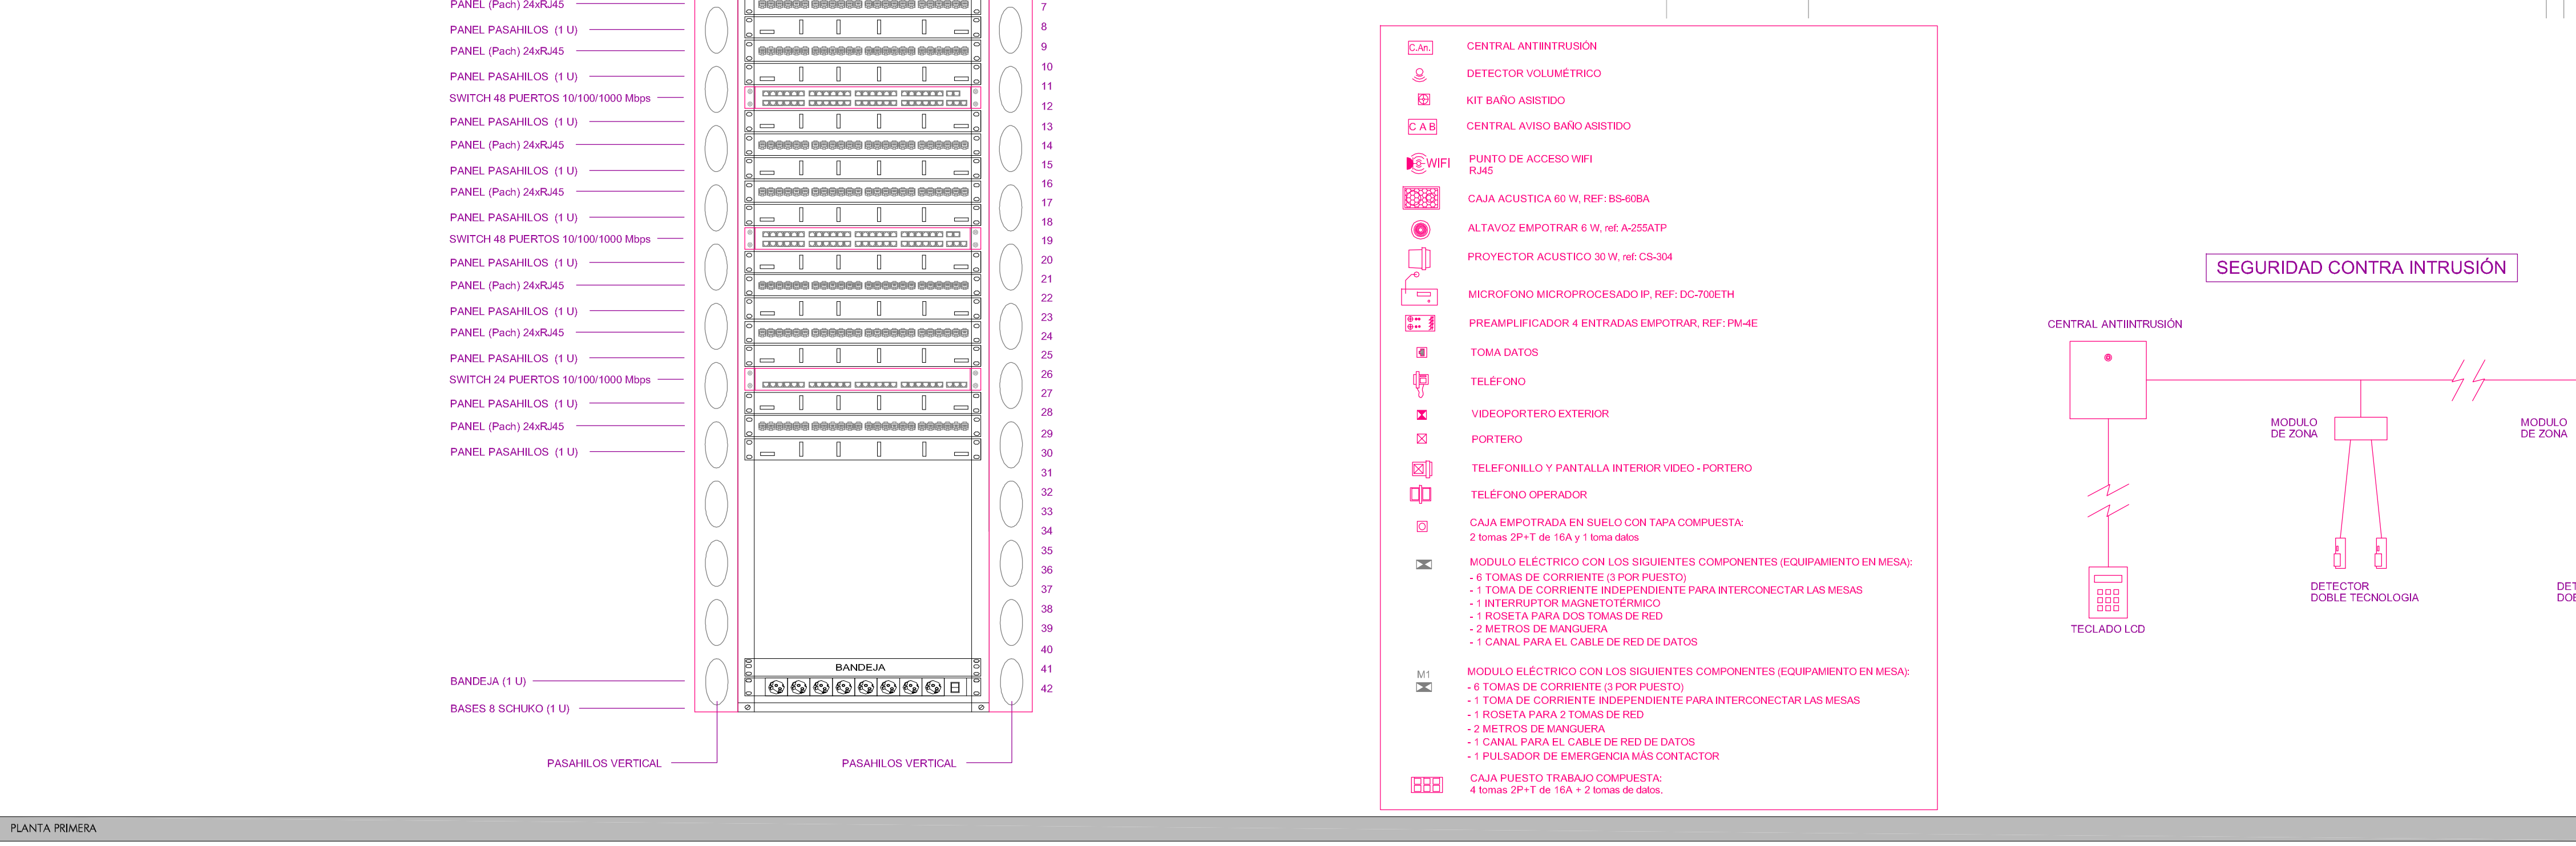 PANEL (Pach) 24xRJ45
PANEL PASAHILOS (1 U)
PANEL (Pach) 24xRJ45
PANEL PASAHILOS (1 U)
SWITCH 48 PUERTOS 10/100/1000 Mbps
PANEL PASAHILOS (1 U)
PANEL (Pach) 24xRJ45
PANEL PASAHILOS (1 U)
PANEL (Pach) 24xRJ45
PANEL PASAHILOS (1 U)
SWITCH 48 PUERTOS 10/100/1000 Mbps
PANEL PASAHILOS (1 U)
PANEL (Pach) 24xRJ45
PANEL PASAHILOS (1 U)
PANEL (Pach) 24xRJ45
PANEL PASAHILOS (1 U)
SWITCH 24 PUERTOS 10/100/1000 Mbps
PANEL PASAHILOS (1 U)
PANEL (Pach) 24xRJ45
PANEL PASAHILOS (1 U)
BANDEJA (1 U)
BASES 8 SCHUKO (1 U)
BANDEJA
PASAHILOS VERTICAL
PASAHILOS VERTICAL
7
8
9
10
11
12
13
14
15
16
17
18
19
20
21
22
23
24
25
26
27
28
29
30
31
32
33
34
35
36
37
38
39
40
41
42
C.An. CENTRAL ANTIINTRUSIÓN
DETECTOR VOLUMÉTRICO
KIT BAÑO ASISTIDO
C A B CENTRAL AVISO BAÑO ASISTIDO
WIFI PUNTO DE ACCESO WIFI
RJ45
CAJA ACUSTICA 60 W, REF: BS-60BA
ALTAVOZ EMPOTRAR 6 W, ref: A-255ATP
PROYECTOR ACUSTICO 30 W, ref: CS-304
MICROFONO MICROPROCESADO IP, REF: DC-700ETH
PREAMPLIFICADOR 4 ENTRADAS EMPOTRAR, REF: PM-4E
TOMA DATOS
TELÉFONO
VIDEOPORTERO EXTERIOR
PORTERO
TELEFONILLO Y PANTALLA INTERIOR VIDEO - PORTERO
TELÉFONO OPERADOR
CAJA EMPOTRADA EN SUELO CON TAPA COMPUESTA:
2 tomas 2P+T de 16A y 1 toma datos
MODULO ELÉCTRICO CON LOS SIGUIENTES COMPONENTES (EQUIPAMIENTO EN MESA):
- 6 TOMAS DE CORRIENTE (3 POR PUESTO)
- 1 TOMA DE CORRIENTE INDEPENDIENTE PARA INTERCONECTAR LAS MESAS
- 1 INTERRUPTOR MAGNETOTÉRMICO
- 1 ROSETA PARA DOS TOMAS DE RED
- 2 METROS DE MANGUERA
- 1 CANAL PARA EL CABLE DE RED DE DATOS
M1 MODULO ELÉCTRICO CON LOS SIGUIENTES COMPONENTES (EQUIPAMIENTO EN MESA):
- 6 TOMAS DE CORRIENTE (3 POR PUESTO)
- 1 TOMA DE CORRIENTE INDEPENDIENTE PARA INTERCONECTAR LAS MESAS
- 1 ROSETA PARA 2 TOMAS DE RED
- 2 METROS DE MANGUERA
- 1 CANAL PARA EL CABLE DE RED DE DATOS
- 1 PULSADOR DE EMERGENCIA MÁS CONTACTOR
CAJA PUESTO TRABAJO COMPUESTA:
4 tomas 2P+T de 16A + 2 tomas de datos.
SEGURIDAD CONTRA INTRUSIÓN
CENTRAL ANTIINTRUSIÓN
MODULO
DE ZONA
MODULO
DE ZONA
DETECTOR
DOBLE TECNOLOGIA
TECLADO LCD
PLANTA PRIMERA